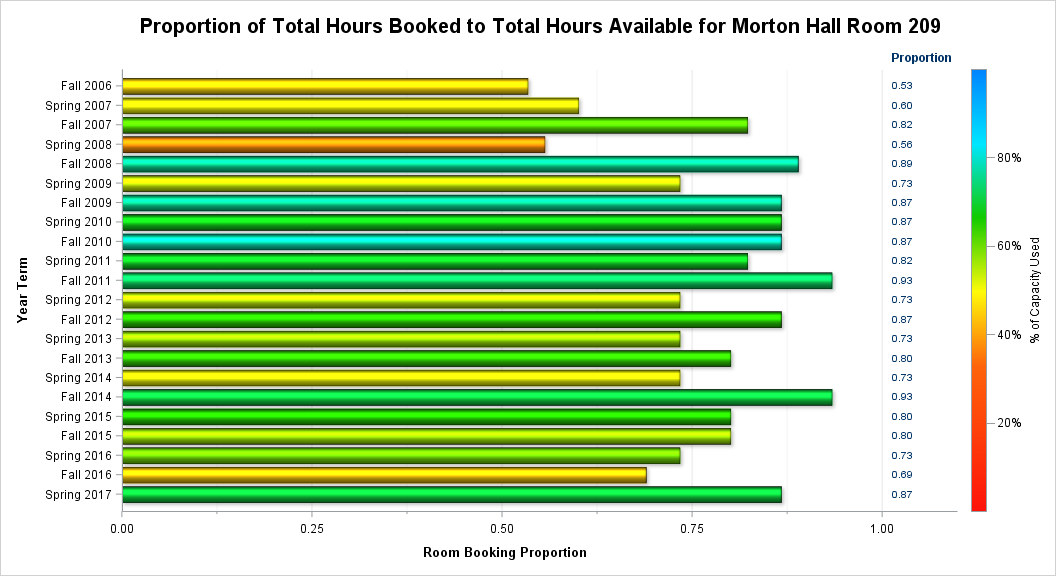 Proportion of Total Hours Booked to Total Hours Available for Morton Hall Room 209
Proportion
Fall 2006 0.53
Spring 2007 0.60
Fall 2007 0.82
Spring 2008 0.56
Fall 2008 0.89
Spring 2009 0.73
Fall 2009 0.87
Spring 2010 0.87
Fall 2010 0.87
Spring 2011 0.82
Fall 2011 0.93
Spring 2012 0.73
Fall 2012 0.87
Spring 2013 0.73
Fall 2013 0.80
Spring 2014 0.73
Fall 2014 0.93
Spring 2015 0.80
Fall 2015 0.80
Spring 2016 0.73
Fall 2016 0.69
Spring 2017 0.87
Year Term
80%
60%
40%
20%
% of Capacity Used
0.00 0.25 0.50 0.75 1.00
Room Booking Proportion